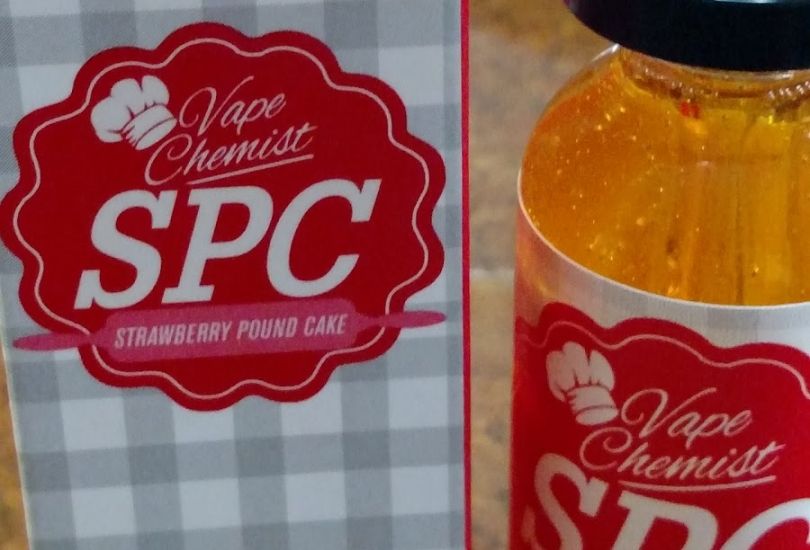 Vape
Chemist
SPC
STRAWBERRY POUND CAKE
Vape
Chemist
SPC